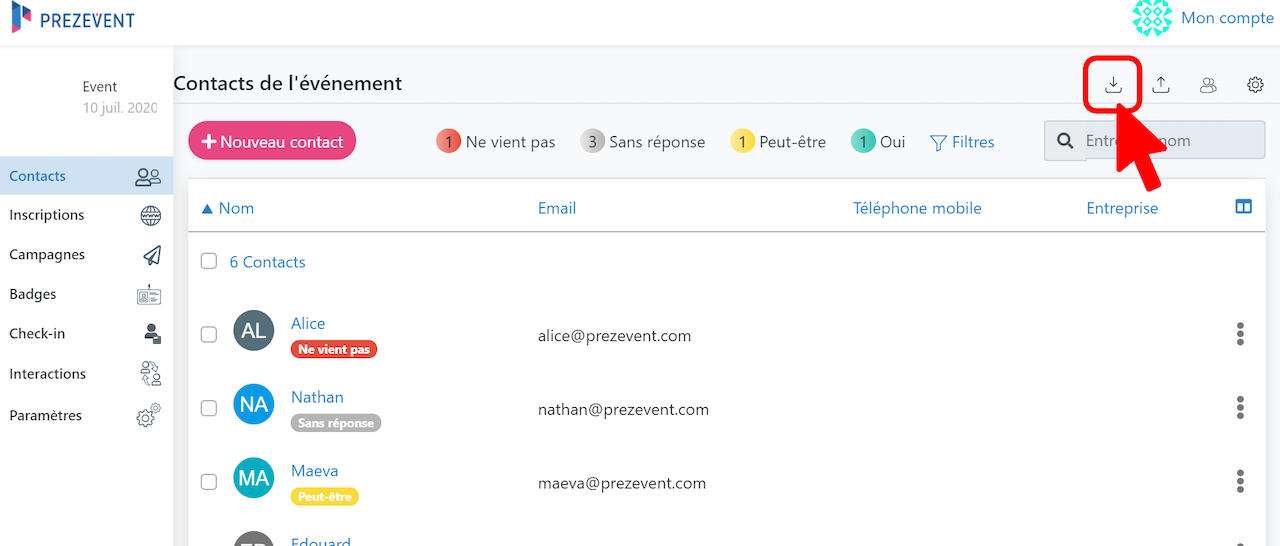 PREZEVENT
Mon compte
Event
10 juil. 2020
Contacts de l'événement
Nouveau contact
1 Ne vient pas
3 Sans réponse
1 Peut-être
1 Oui
Filtres
nom
Contacts
Inscriptions
Campagnes
Badges
Check-in
Interactions
Paramètres
Nom
Email
Téléphone mobile
Entreprise
6 Contacts
AL
Alice
Ne vient pas
alice@prezevent.com
NA
Nathan
Sans réponse
nathan@prezevent.com
MA
Maeva
Peut-être
maeva@prezevent.com
Edouard